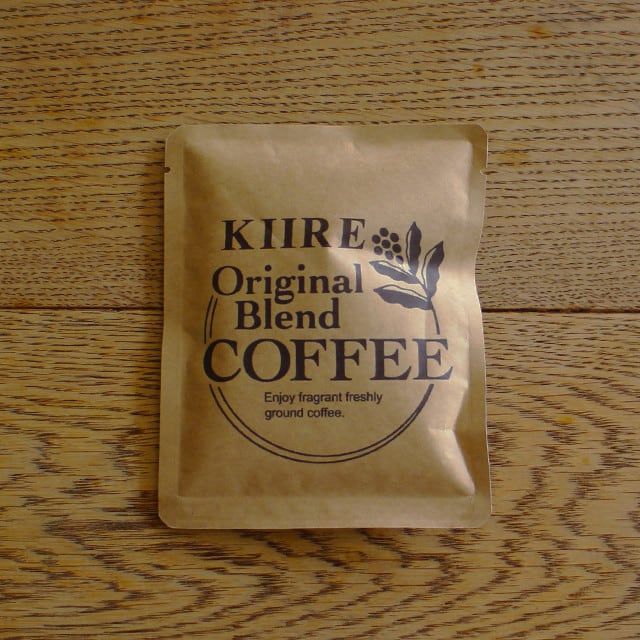 KIIRE
Original
Blend
COFFEE
Enjoy fragrant freshly
ground coffee.